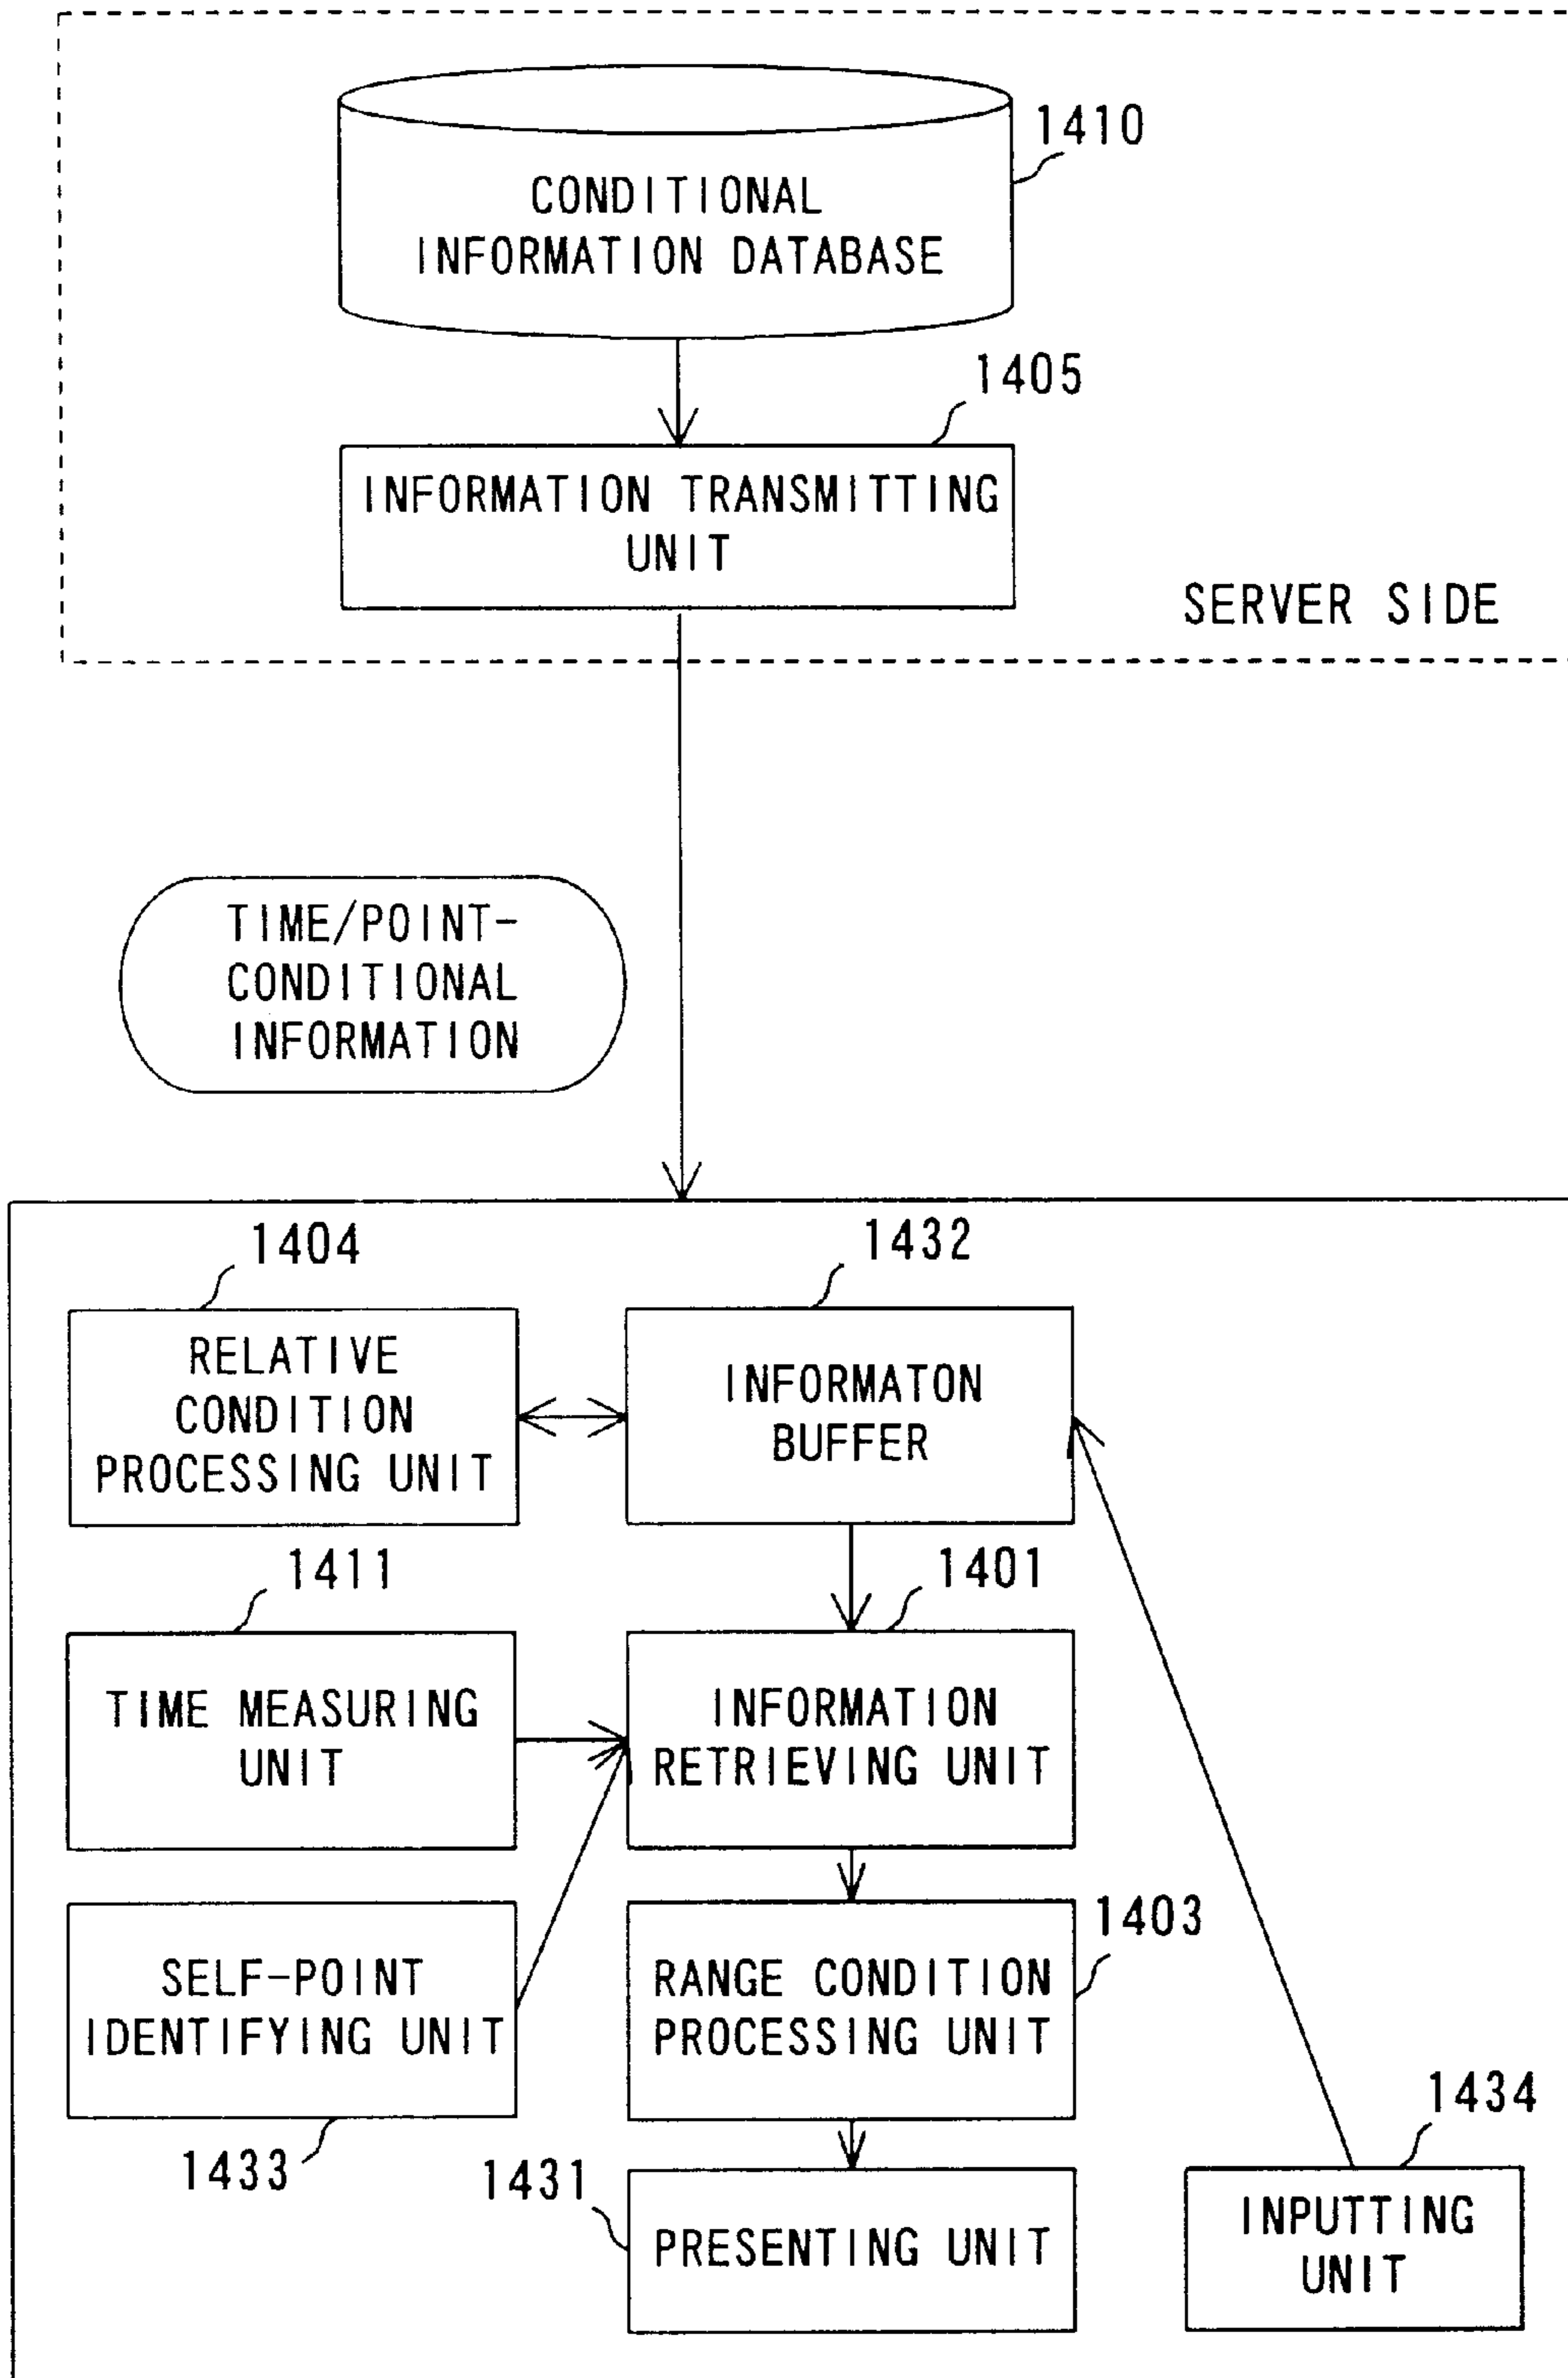 1410
CONDITIONAL
INFORMATION DATABASE
1405
INFORMATION TRANSMITTING
UNIT
SERVER SIDE
TIME/POINT-
CONDITIONAL
INFORMATION
1404
1432
RELATIVE
CONDITION
PROCESSING UNIT
INFORMATON
BUFFER
1411
1401
TIME MEASURING
UNIT
INFORMATION
RETRIEVING UNIT
1403
SELF-POINT
IDENTIFYING UNIT
RANGE CONDITION
PROCESSING UNIT
1433
1431
1434
PRESENTING UNIT
INPUTTING
UNIT